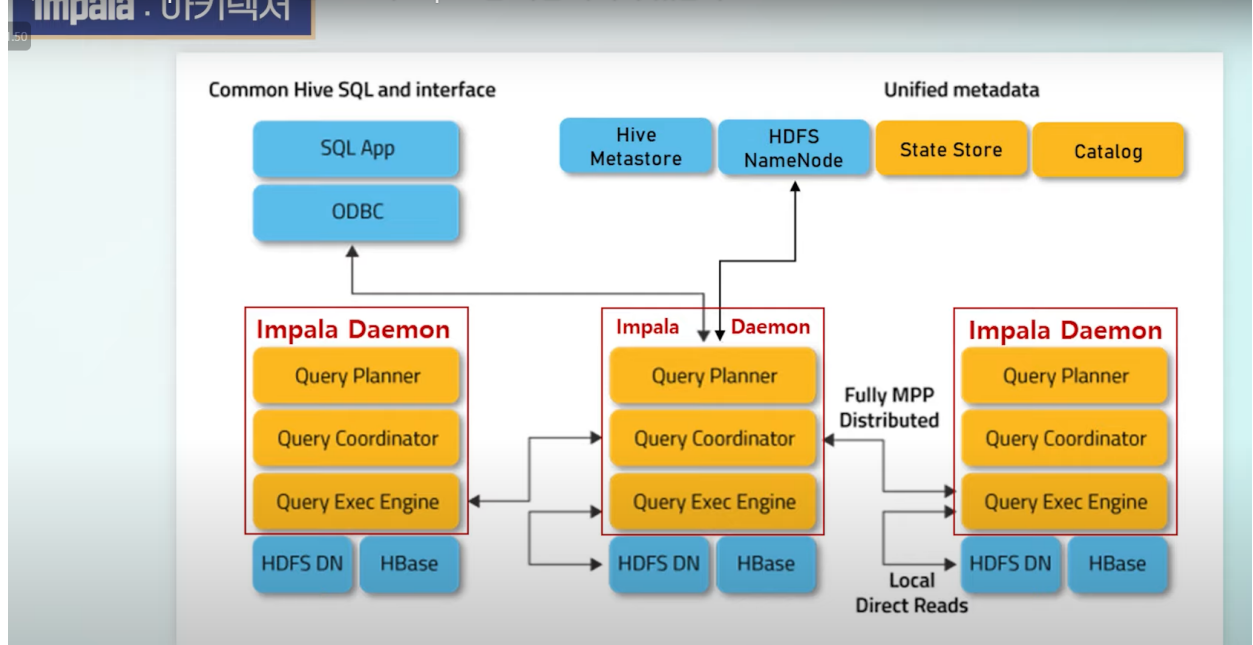 impala . 아키텍처
1.50
Common Hive SQL and interface
Unified metadata
SQL App
ODBC
Hive
Metastore
HDFS
NameNode
State Store
Catalog
Impala Daemon
Query Planner
Query Coordinator
Query Exec Engine
HDFS DN
HBase
Impala Daemon
Query Planner
Query Coordinator
Query Exec Engine
HDFS DN
HBase
Fully MPP
Distributed
Local
Direct Reads
Impala Daemon
Query Planner
Query Coordinator
Query Exec Engine
HDFS DN
HBase